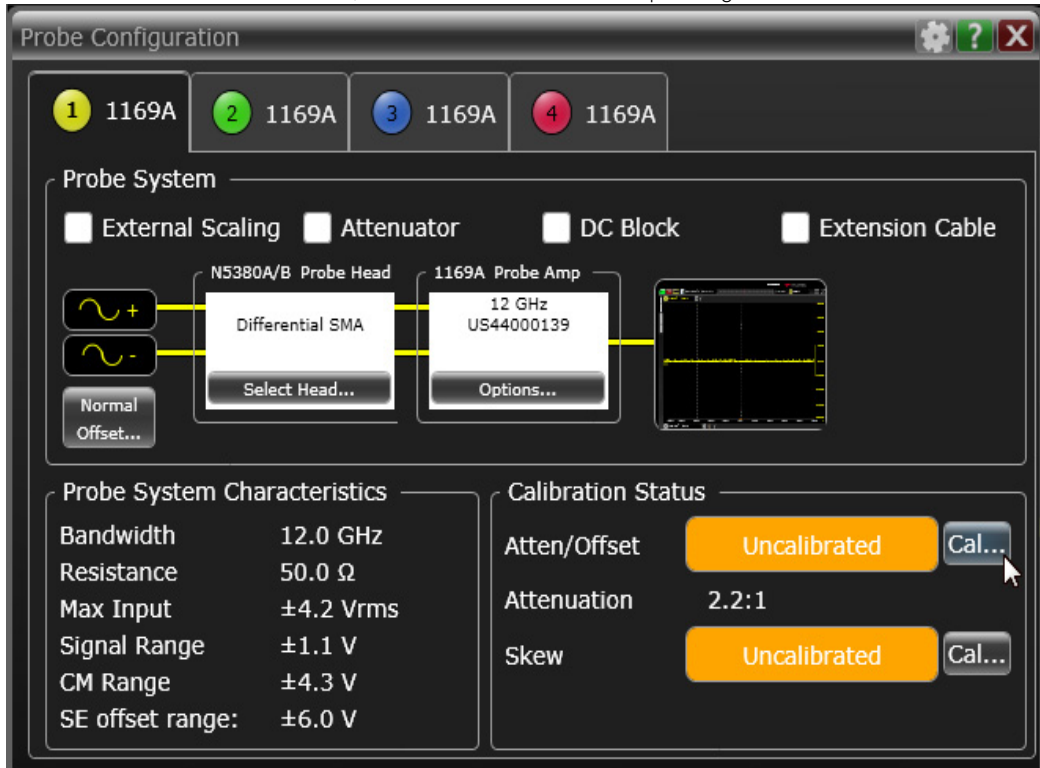 Probe Configuration
?
X
1 1169A
2 1169A
3 1169A
4 1169A
Probe System
External Scaling
Attenuator
DC Block
Extension Cable
N5380A/B Probe Head
1169A Probe Amp
+
-
Differential SMA
12 GHz
US44000139
Select Head...
Options...
Normal
Offset...
Probe System Characteristics
Bandwidth 12.0 GHz
Resistance 50.0 Ω
Max Input ±4.2 Vrms
Signal Range ±1.1 V
CM Range ±4.3 V
SE offset range: ±6.0 V
Calibration Status
Atten/Offset Uncalibrated Cal...
Attenuation 2.2:1
Skew Uncalibrated Cal...